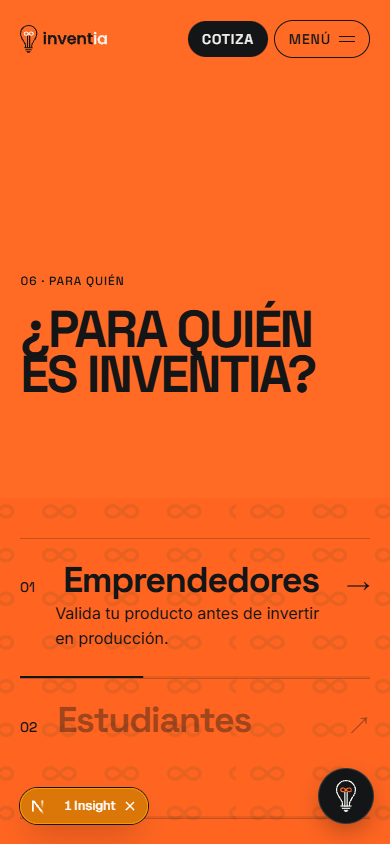 inventia
COTIZA
MENÚ
06 · PARA QUIÉN
¿PARA QUIÉN
ES INVENTIA?
01
Emprendedores
Valida tu producto antes de invertir
en producción.
02
Estudiantes
N
1 Insight